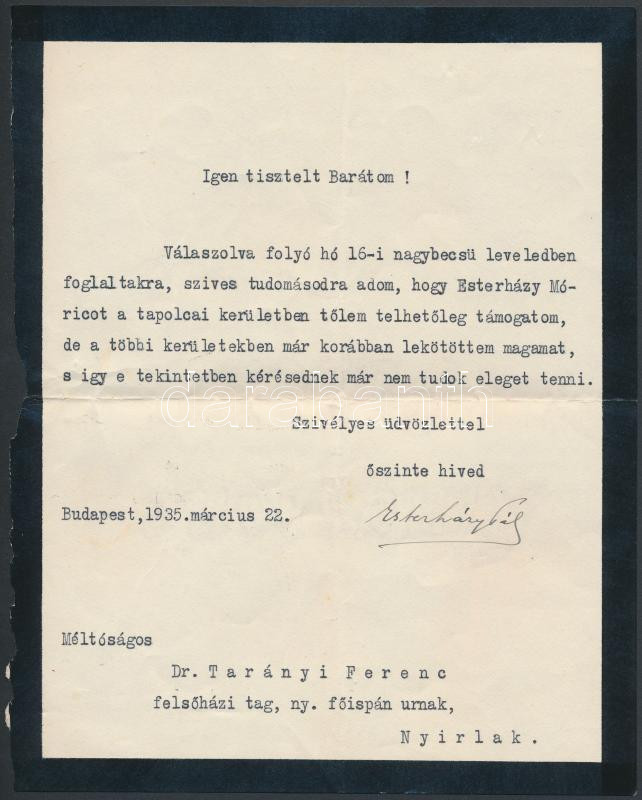 Igen tisztelt Barátom !
Válaszolva folyó hó 16-i nagybecsü leveledben
foglaltakra, szives tudomásodra adom, hogy Esterházy Mó-
ricot a tapolcai kerületben tőlem telhetőleg támogatom,
de a többi kerületekben már korábban lekötöttem magamat,
s igy e tekintetben kérésednek már nem tudok eleget tenni.
darabanth
Szivélyes üdvözlettel
őszinte hived
Budapest,1935.március 22.
Esterházy Pál
Méltóságos
Dr. Tarányi Ferenc
felsőházi tag, ny. főispán urnak,
Nyirlak.